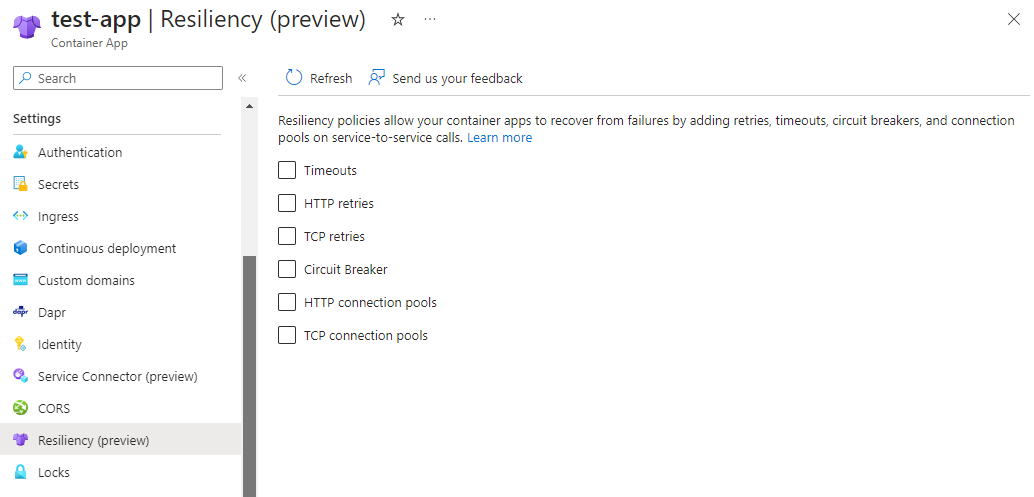 test-app | Resiliency (preview)
Container App
Search
Refresh
Send us your feedback
Settings
Authentication
Secrets
Ingress
Continuous deployment
Custom domains
dapr Dapr
Identity
Service Connector (preview)
CORS
Resiliency (preview)
Locks
Resiliency policies allow your container apps to recover from failures by adding retries, timeouts, circuit breakers, and connection
pools on service-to-service calls. Learn more
Timeouts
HTTP retries
TCP retries
Circuit Breaker
HTTP connection pools
TCP connection pools